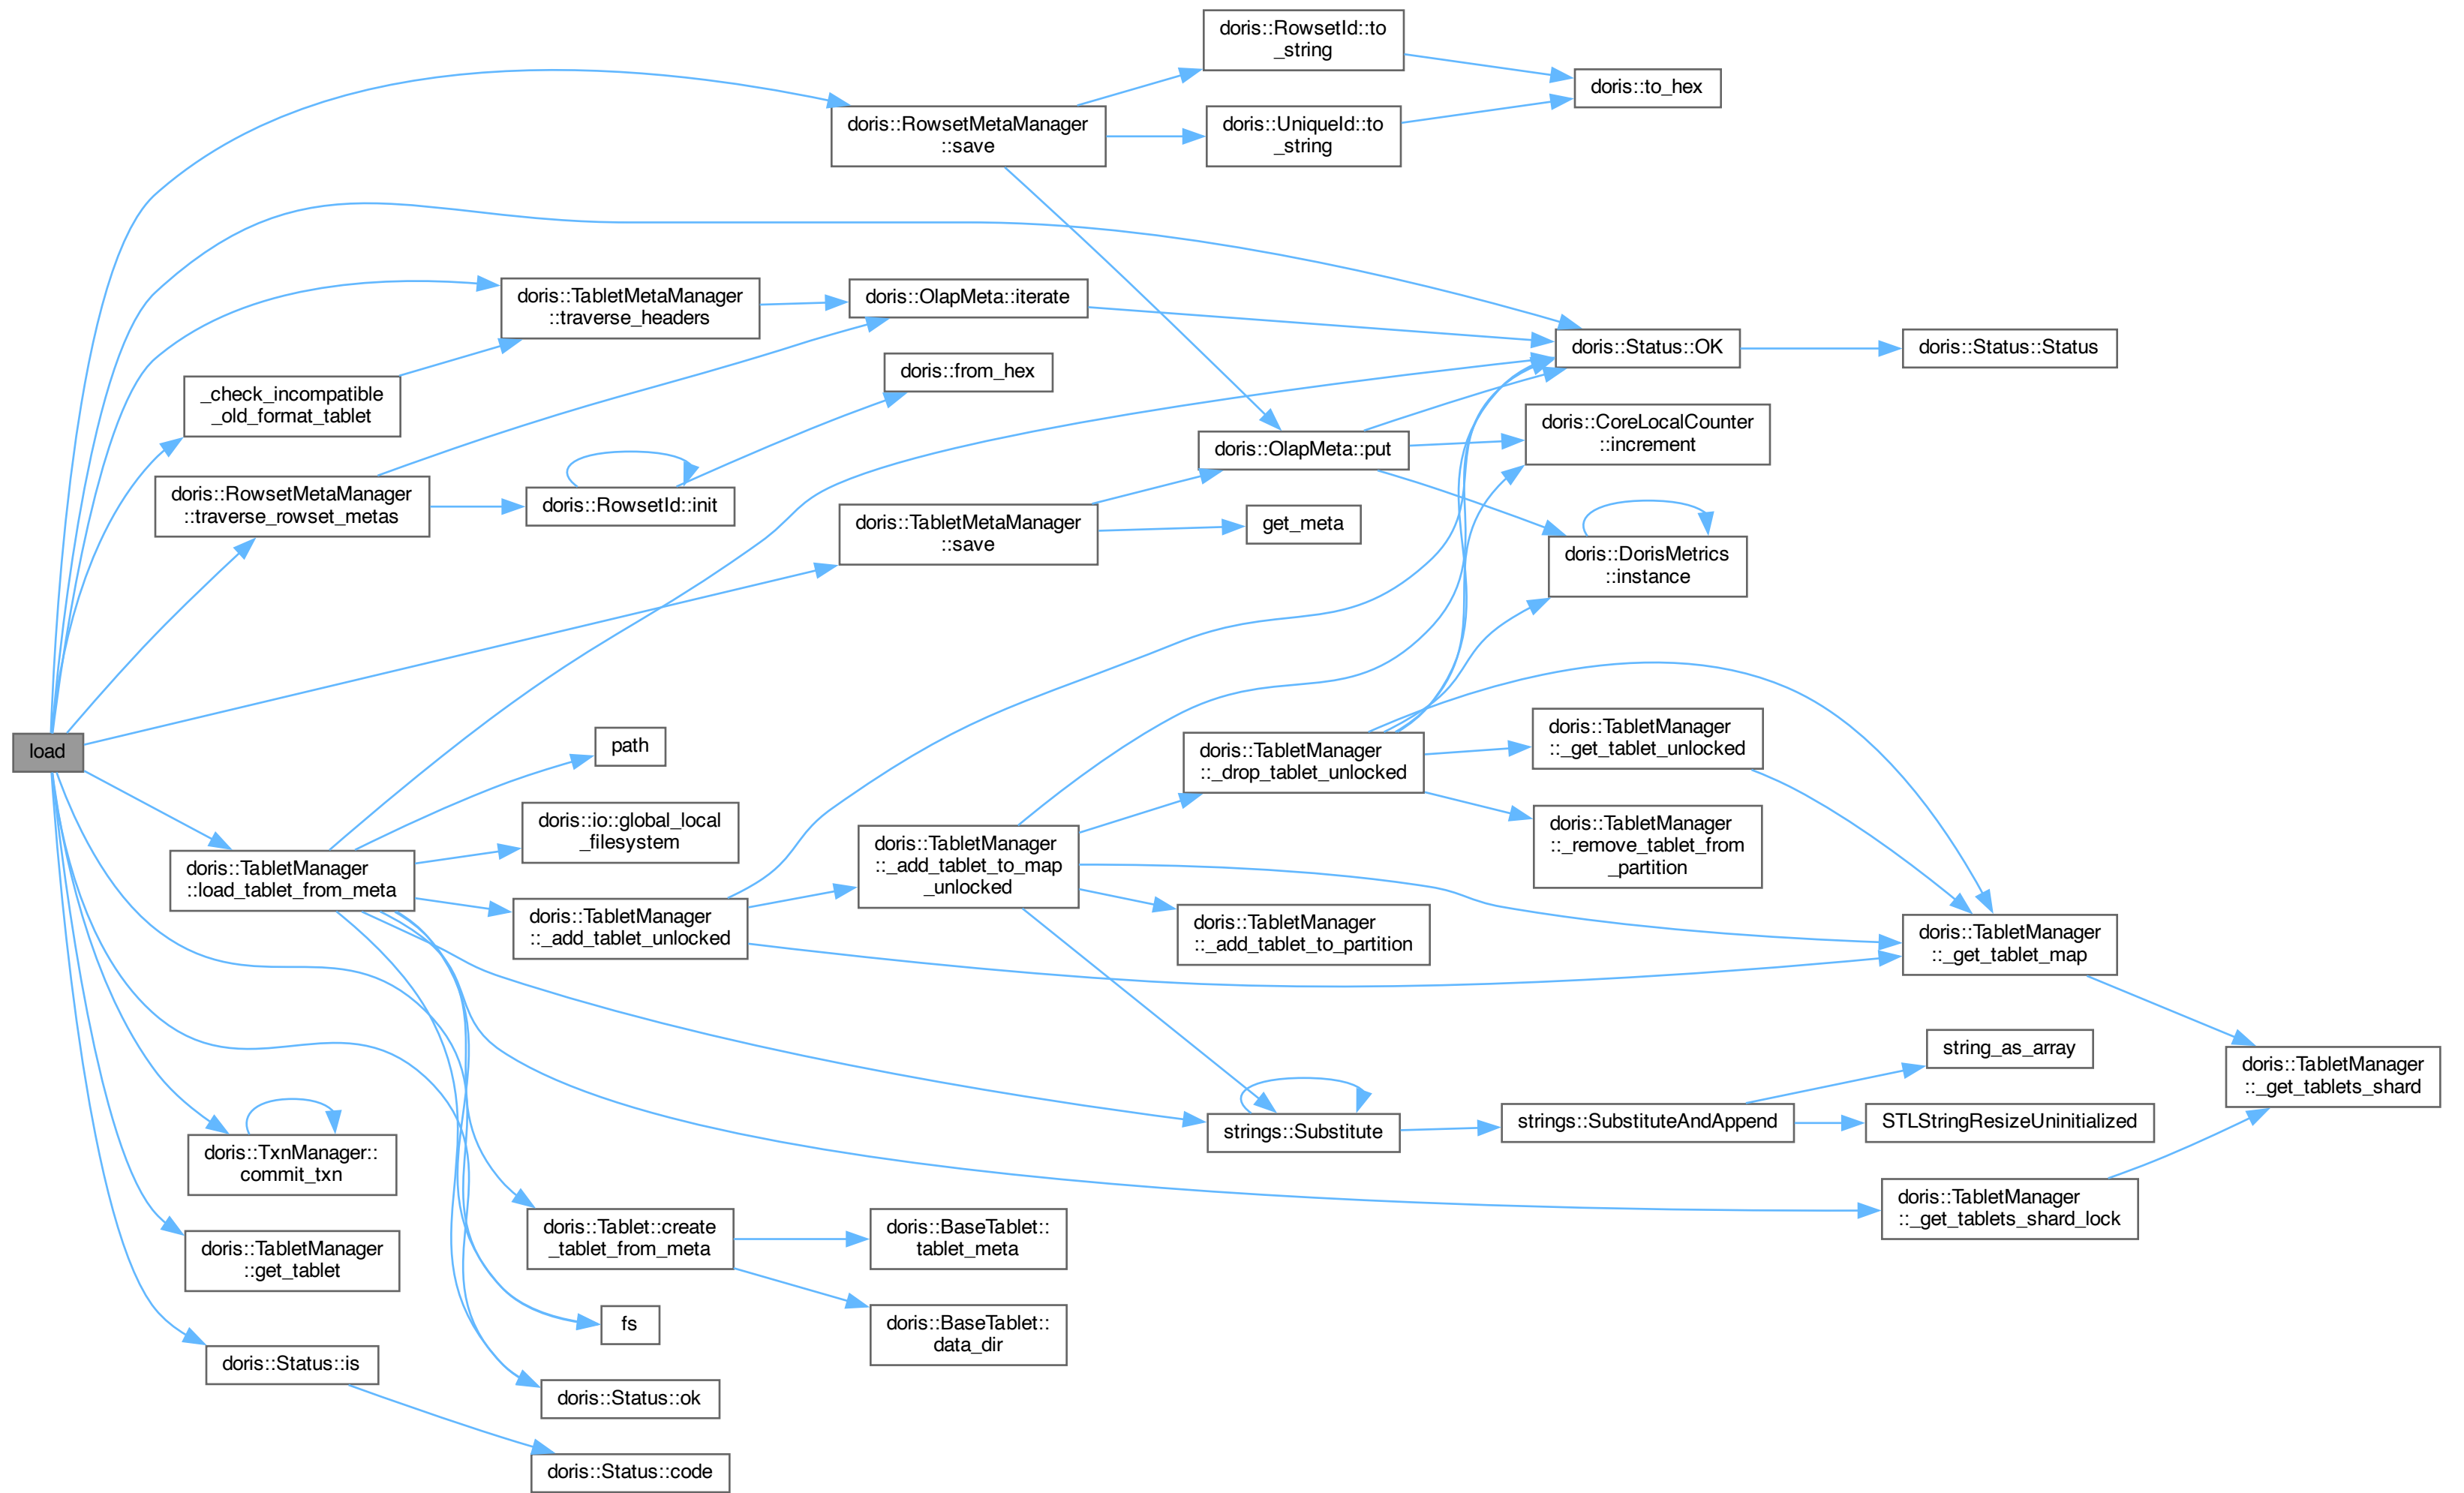 doris::RowsetId::to
_string
doris::to_hex
doris::RowsetMetaManager
::save
doris::UniqueId::to
_string
doris::TabletMetaManager
::traverse_headers
doris::OlapMeta::iterate
doris::Status::OK
doris::Status::Status
doris::from_hex
_check_incompatible
_old_format_tablet
doris::CoreLocalCounter
::increment
doris::OlapMeta::put
doris::RowsetMetaManager
::traverse_rowset_metas
doris::RowsetId::init
doris::TabletMetaManager
::save
get_meta
doris::DorisMetrics
::instance
load
path
doris::TabletManager
::_get_tablet_unlocked
doris::TabletManager
::_drop_tablet_unlocked
doris::io::global_local
_filesystem
doris::TabletManager
::_remove_tablet_from
_partition
doris::TabletManager
::_add_tablet_to_map
_unlocked
doris::TabletManager
::load_tablet_from_meta
doris::TabletManager
::_add_tablet_unlocked
doris::TabletManager
::_add_tablet_to_partition
doris::TabletManager
::_get_tablet_map
string_as_array
doris::TabletManager
::_get_tablets_shard
strings::Substitute
strings::SubstituteAndAppend
STLStringResizeUninitialized
doris::TxnManager::
commit_txn
doris::TabletManager
::_get_tablets_shard_lock
doris::Tablet::create
_tablet_from_meta
doris::BaseTablet::
tablet_meta
doris::TabletManager
::get_tablet
fs
doris::BaseTablet::
data_dir
doris::Status::is
doris::Status::ok
doris::Status::code